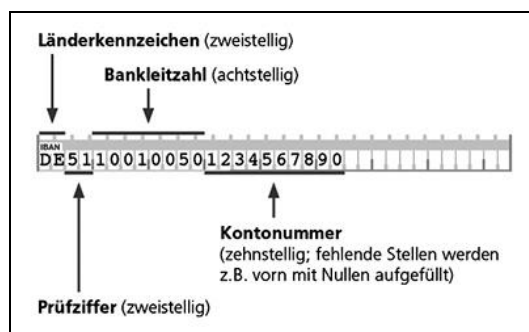 Länderkennzeichen (zweistellig)
Bankleitzahl (achtstellig)
IBAN
DE51100100501234567890
Kontonummer
(zehnstellig; fehlende Stellen werden
z.B. vorn mit Nullen aufgefüllt)
Prüfziffer (zweistellig)